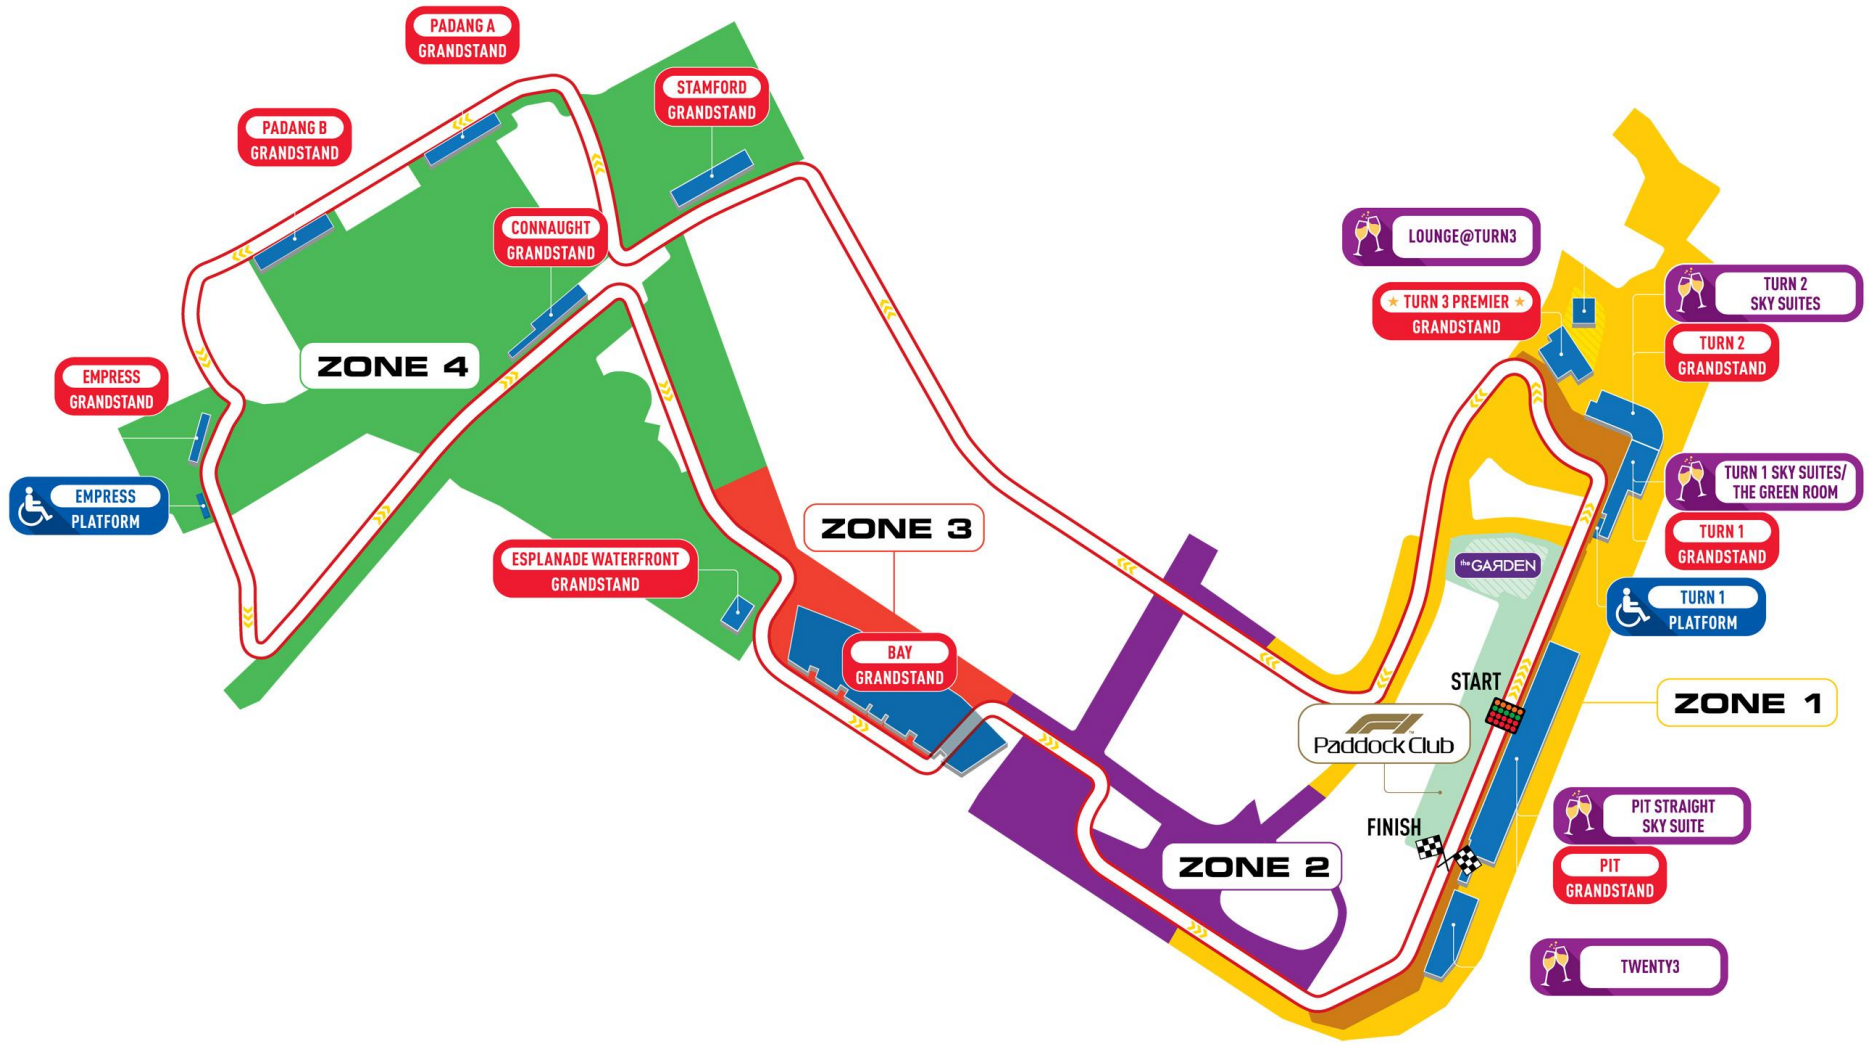 PADANG A
GRANDSTAND
STAMFORD
GRANDSTAND
PADANG B
GRANDSTAND
CONNAUGHT
GRANDSTAND
LOUNGE@TURN3
TURN 3 PREMIER
GRANDSTAND
TURN 2
SKY SUITES
TURN 2
GRANDSTAND
ZONE 4
EMPRESS
GRANDSTAND
EMPRESS
PLATFORM
TURN 1 SKY SUITES/
THE GREEN ROOM
TURN 1
GRANDSTAND
ZONE 3
ESPLANADE WATERFRONT
GRANDSTAND
the GARDEN
TURN 1
PLATFORM
BAY
GRANDSTAND
START
ZONE 1
F1
Paddock Club
PIT STRAIGHT
SKY SUITE
FINISH
ZONE 2
PIT
GRANDSTAND
TWENTY3